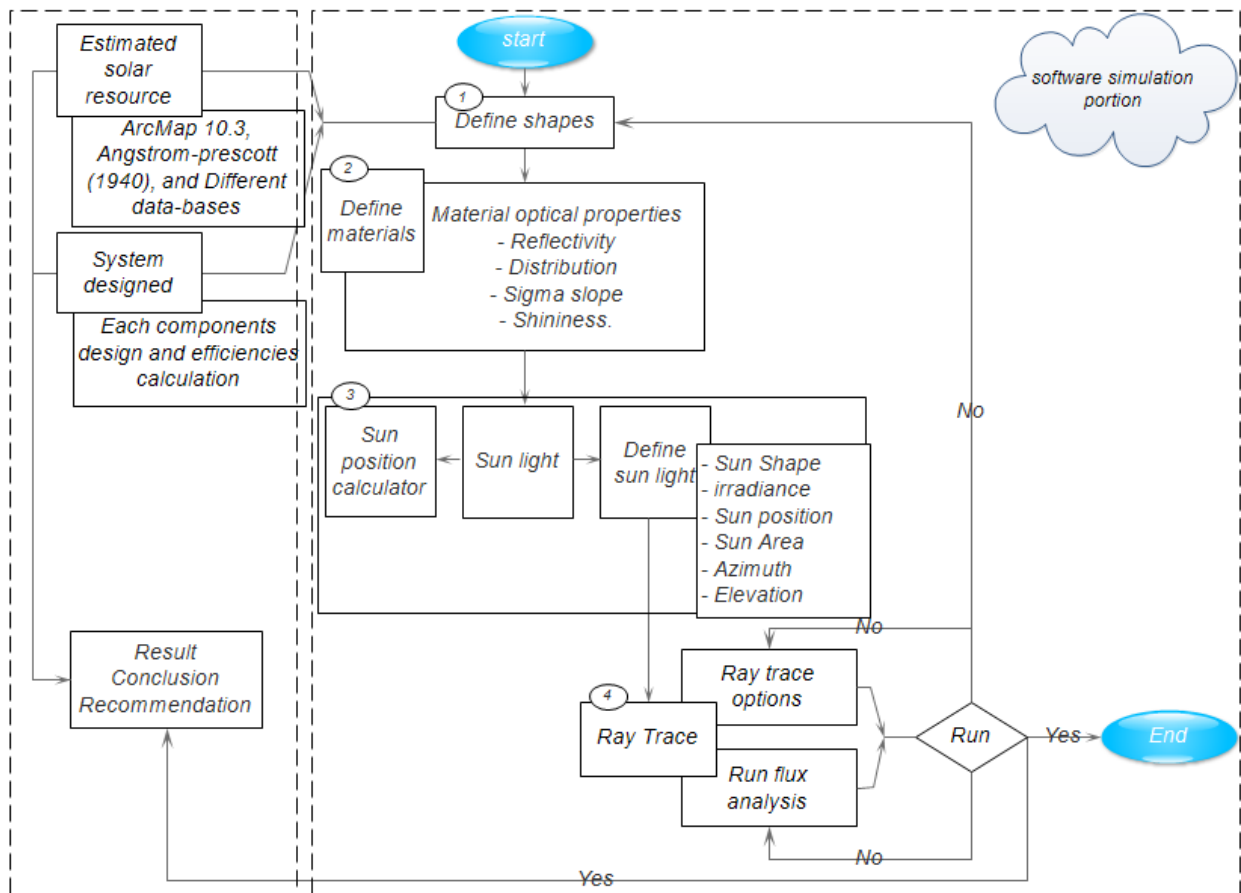 Estimated
solar
resource
ArcMap 10.3,
Angstrom-prescott
(1940), and Different
data-bases
System
designed
Each components
design and efficiencies
calculation
Result
Conclusion
Recommendation
start
software simulation
portion
1
Define shapes
2
Define
materials
Material optical properties
- Reflectivity
- Distribution
- Sigma slope
- Shininess.
3
Sun
position
calculator
Sun light
Define
sun light
- Sun Shape
- irradiance
- Sun position
- Sun Area
- Azimuth
- Elevation
No
No
Ray trace
options
4
Ray Trace
Run flux
analysis
Run
Yes
End
No
Yes